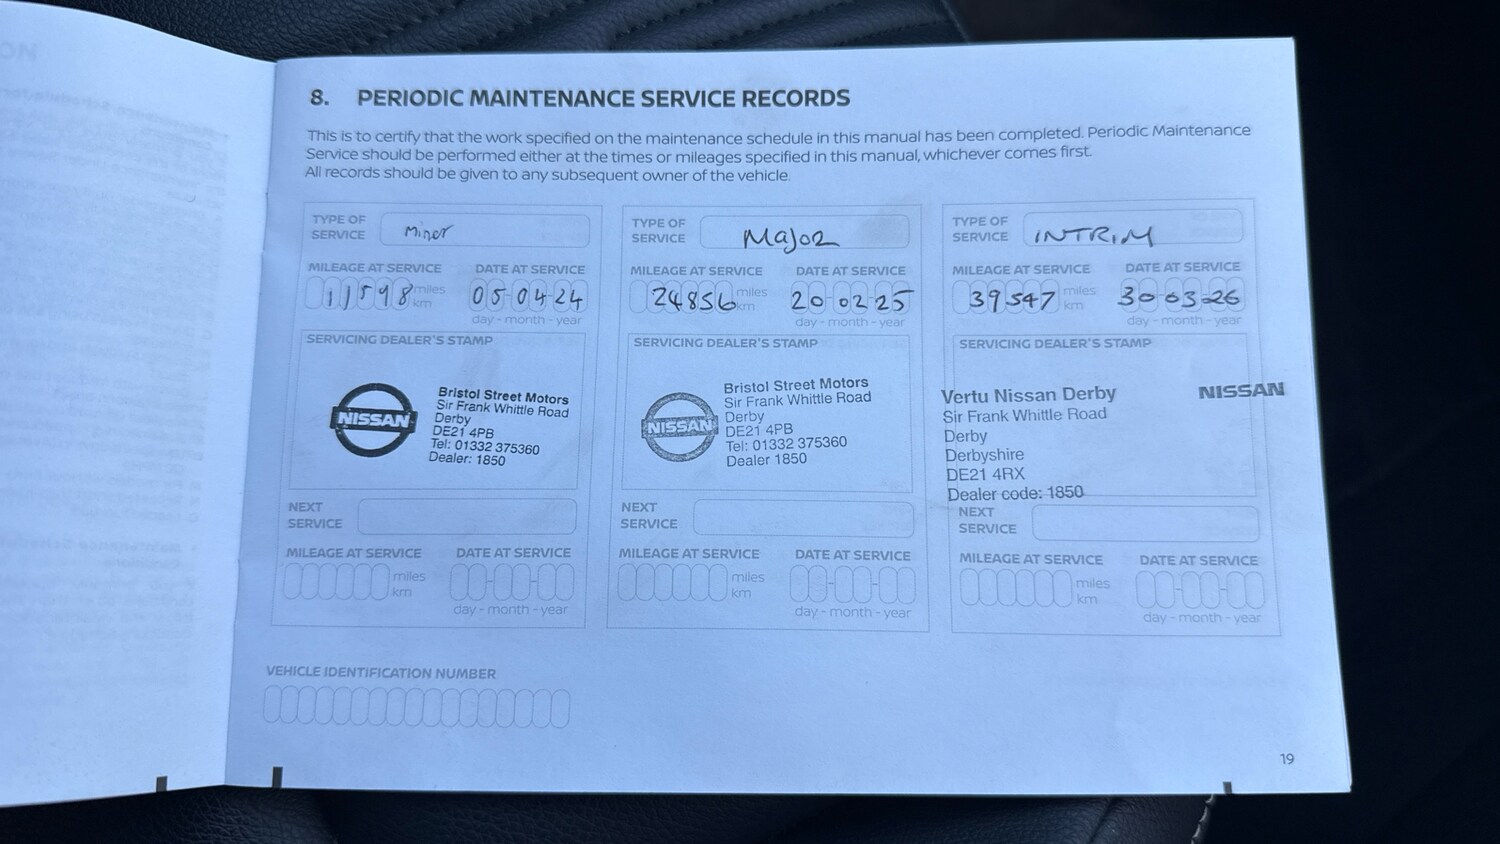 8. PERIODIC MAINTENANCE SERVICE RECORDS
This is to certify that the work specified on the maintenance schedule in this manual has been completed. Periodic Maintenance
Service should be performed either at the times or mileages specified in this manual, whichever comes first.
All records should be given to any subsequent owner of the vehicle.
TYPE OF
SERVICE
Minor
MILEAGE AT SERVICE
DATE AT SERVICE
11598 miles
km
05-04-24
day - month - year
SERVICING DEALER'S STAMP
NISSAN
Bristol Street Motors
Sir Frank Whittle Road
Derby
DE21 4PB
Tel: 01332 375360
Dealer: 1850
NEXT
SERVICE
MILEAGE AT SERVICE
DATE AT SERVICE
miles
km
day - month - year
TYPE OF
SERVICE
Major
MILEAGE AT SERVICE
DATE AT SERVICE
24856 miles
km
20-02-25
day - month - year
SERVICING DEALER'S STAMP
NISSAN
Bristol Street Motors
Sir Frank Whittle Road
Derby
DE21 4PB
Tel: 01332 375360
Dealer 1850
NEXT
SERVICE
MILEAGE AT SERVICE
DATE AT SERVICE
miles
km
day - month - year
TYPE OF
SERVICE
INTRIM
MILEAGE AT SERVICE
DATE AT SERVICE
39547 miles
km
30-03-26
day - month - year
SERVICING DEALER'S STAMP
Vertu Nissan Derby
NISSAN
Sir Frank Whittle Road
Derby
Derbyshire
DE21 4RX
Dealer code: 1850
NEXT
SERVICE
MILEAGE AT SERVICE
DATE AT SERVICE
miles
km
day - month - year
VEHICLE IDENTIFICATION NUMBER
19